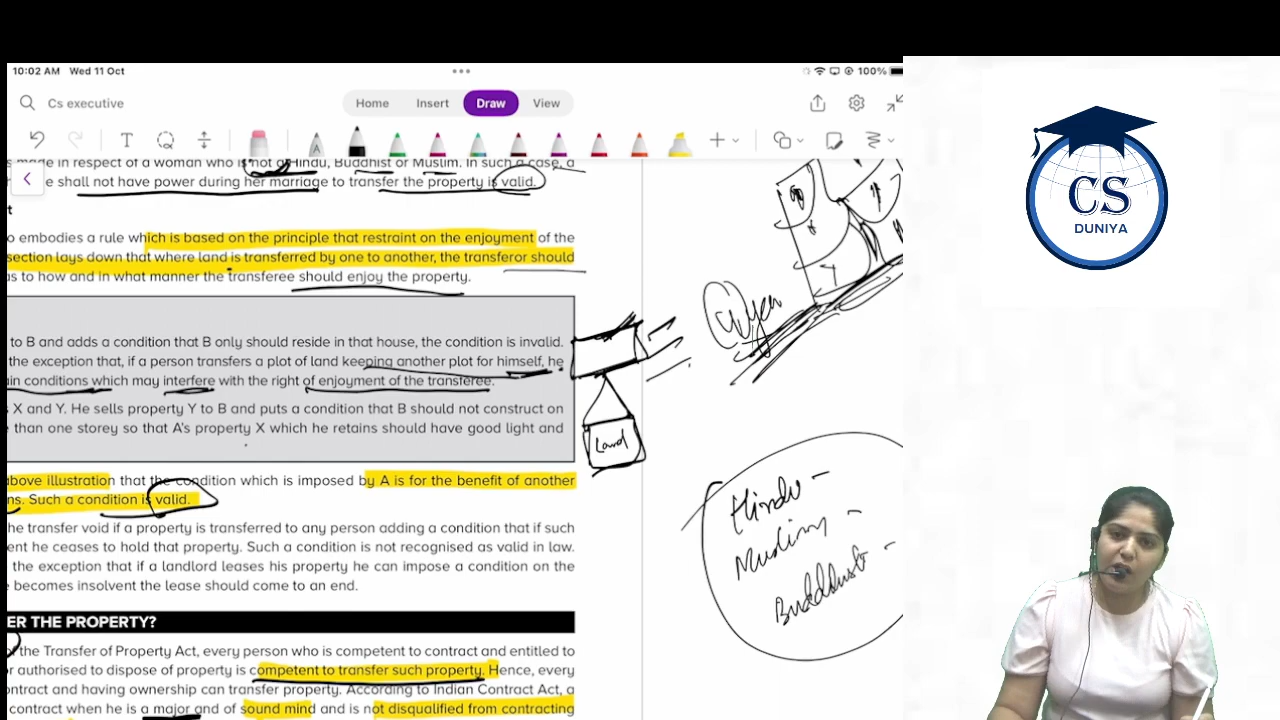 10:02 AM Wed 11 Oct
100%
Cs executive
Home Insert Draw View
s made in respect of a woman who is not a Hindu, Buddhist or Muslim. In such a case, a
e shall not have power during her marriage to transfer the property is valid.
t
o embodies a rule which is based on the principle that restraint on the enjoyment of the
section lays down that where land is transferred by one to another, the transferor should
as to how and in what manner the transferee should enjoy the property.
to B and adds a condition that B only should reside in that house, the condition is invalid.
the exception that, if a person transfers a plot of land keeping another plot for himself, he
ain conditions which may interfere with the right of enjoyment of the transferee.
s X and Y. He sells property Y to B and puts a condition that B should not construct on
e than one storey so that A's property X which he retains should have good light and
Land
above illustration that the condition which is imposed by A is for the benefit of another
ns. Such a condition is valid.
he transfer void if a property is transferred to any person adding a condition that if such
ent he ceases to hold that property. Such a condition is not recognised as valid in law.
the exception that if a landlord leases his property he can impose a condition on the
e becomes insolvent the lease should come to an end.
Hindu -
Muslim -
Buddhist -
ER THE PROPERTY?
of the Transfer of Property Act, every person who is competent to contract and entitled to
r authorised to dispose of property is competent to transfer such property. Hence, every
ontract and having ownership can transfer property. According to Indian Contract Act, a
contract when he is a major and of sound mind and is not disqualified from contracting
CS
DUNIYA